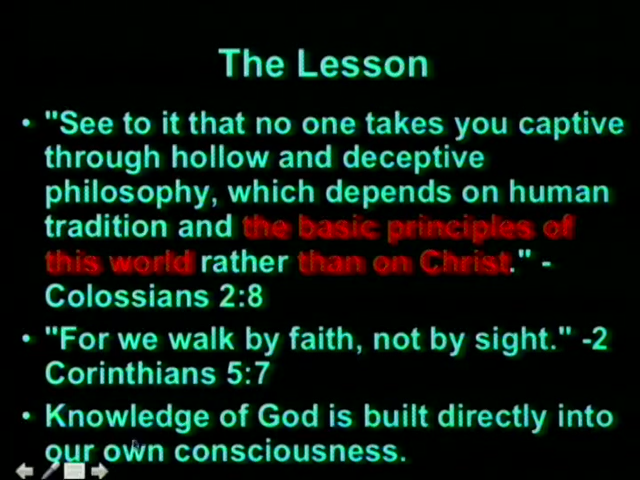 The Lesson
• "See to it that no one takes you captive
through hollow and deceptive
philosophy, which depends on human
tradition and the basic principles of
this world rather than on Christ." -
Colossians 2:8
• "For we walk by faith, not by sight." -2
Corinthians 5:7
• Knowledge of God is built directly into
our own consciousness.